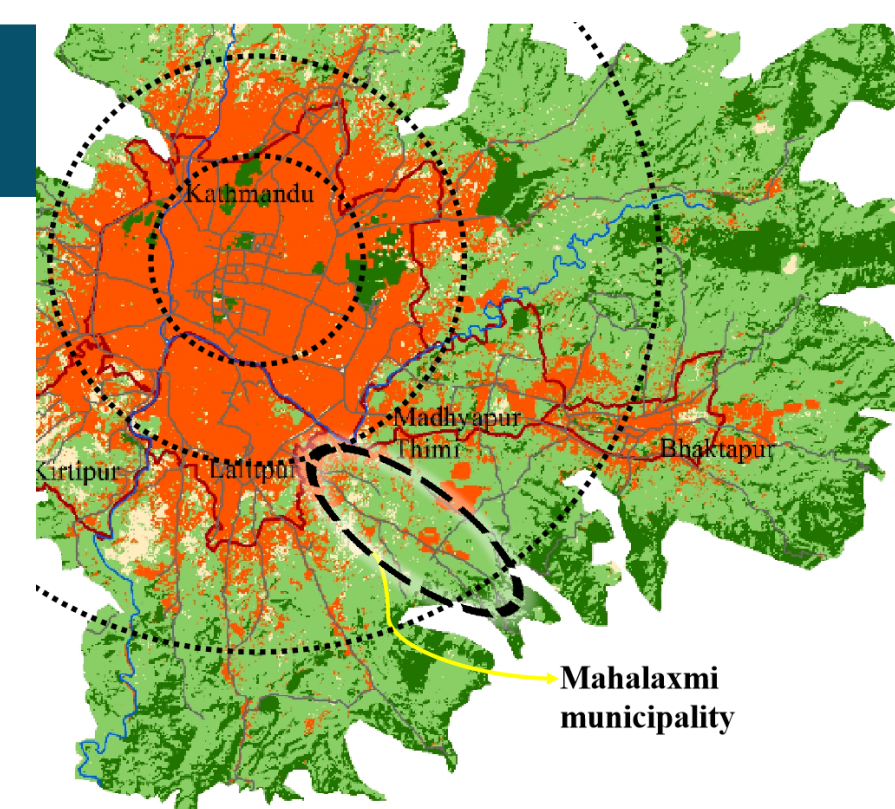 Kathmandu
Madhyapur
Thimi
Bhaktapur
Kirtipur
Lalitpur
Mahalaxmi
municipality